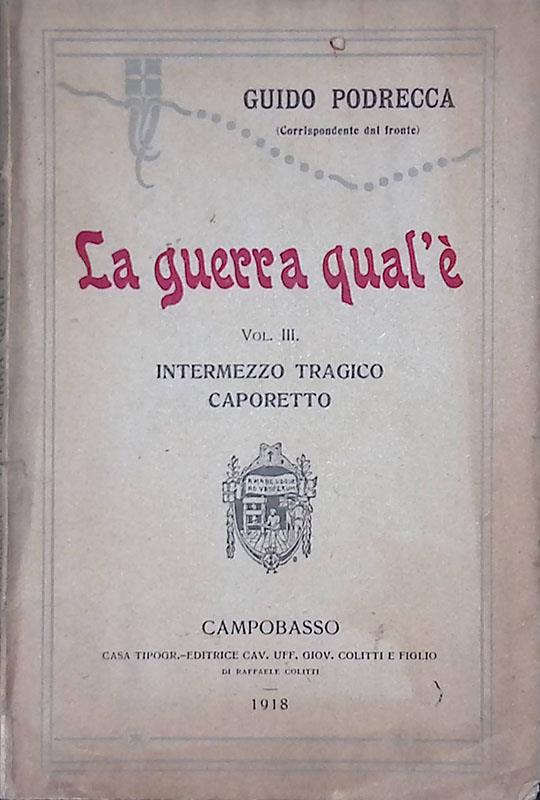 GUIDO PODRECCA
(Corrispondente dal fronte)
La guerra qual'è
VOL. III.
INTERMEZZO TRAGICO
CAPORETTO
CAMPOBASSO
CASA TIPOGR.-EDITRICE CAV. UFF. GIOV. COLITTI E FIGLIO
DI RAFFAELE COLITTI
1918